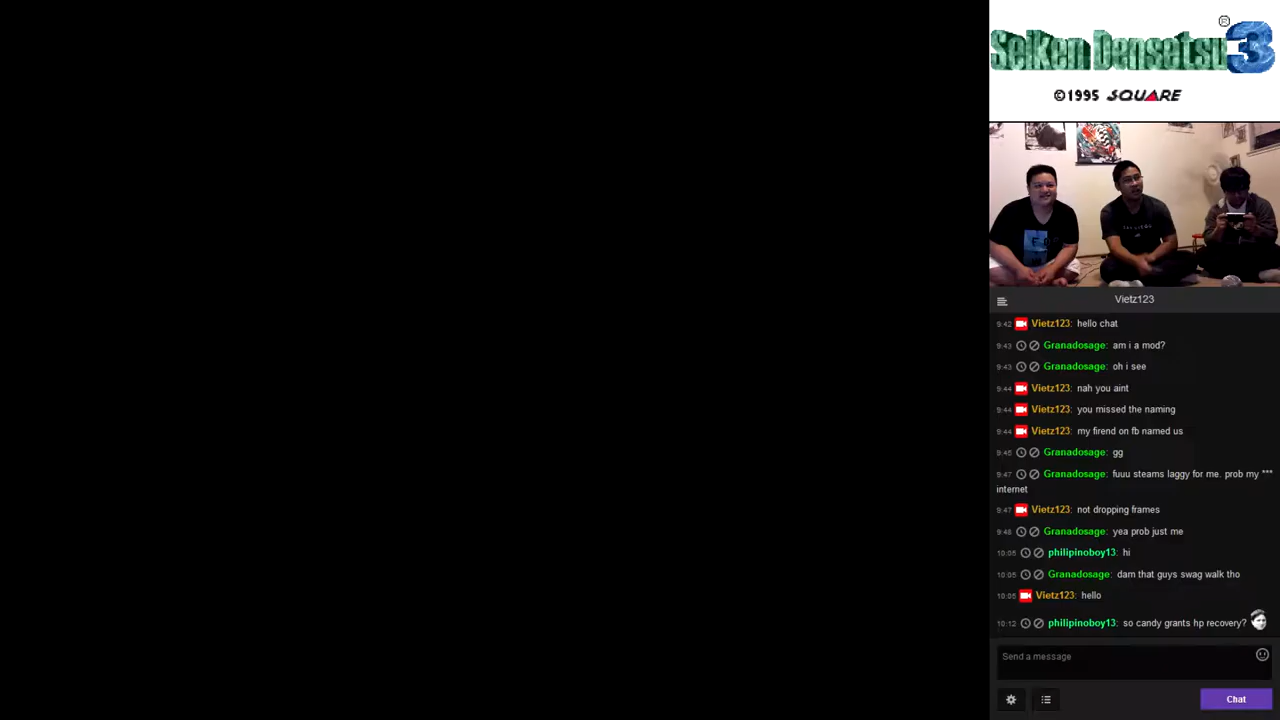 Seiken Densetsu 3
®
©1995 SQUARE
Vietz123
9:42 Vietz123: hello chat
9:43 Granadosage: am i a mod?
9:43 Granadosage: oh i see
9:44 Vietz123: nah you aint
9:44 Vietz123: you missed the naming
9:44 Vietz123: my firend on fb named us
9:45 Granadosage: gg
9:47 Granadosage: fuuu steams laggy for me. prob my ***
internet
9:47 Vietz123: not dropping frames
9:48 Granadosage: yea prob just me
10:05 philipinoboy13: hi
10:05 Granadosage: dam that guys swag walk tho
10:05 Vietz123: hello
10:12 philipinoboy13: so candy grants hp recovery?
Send a message
Chat